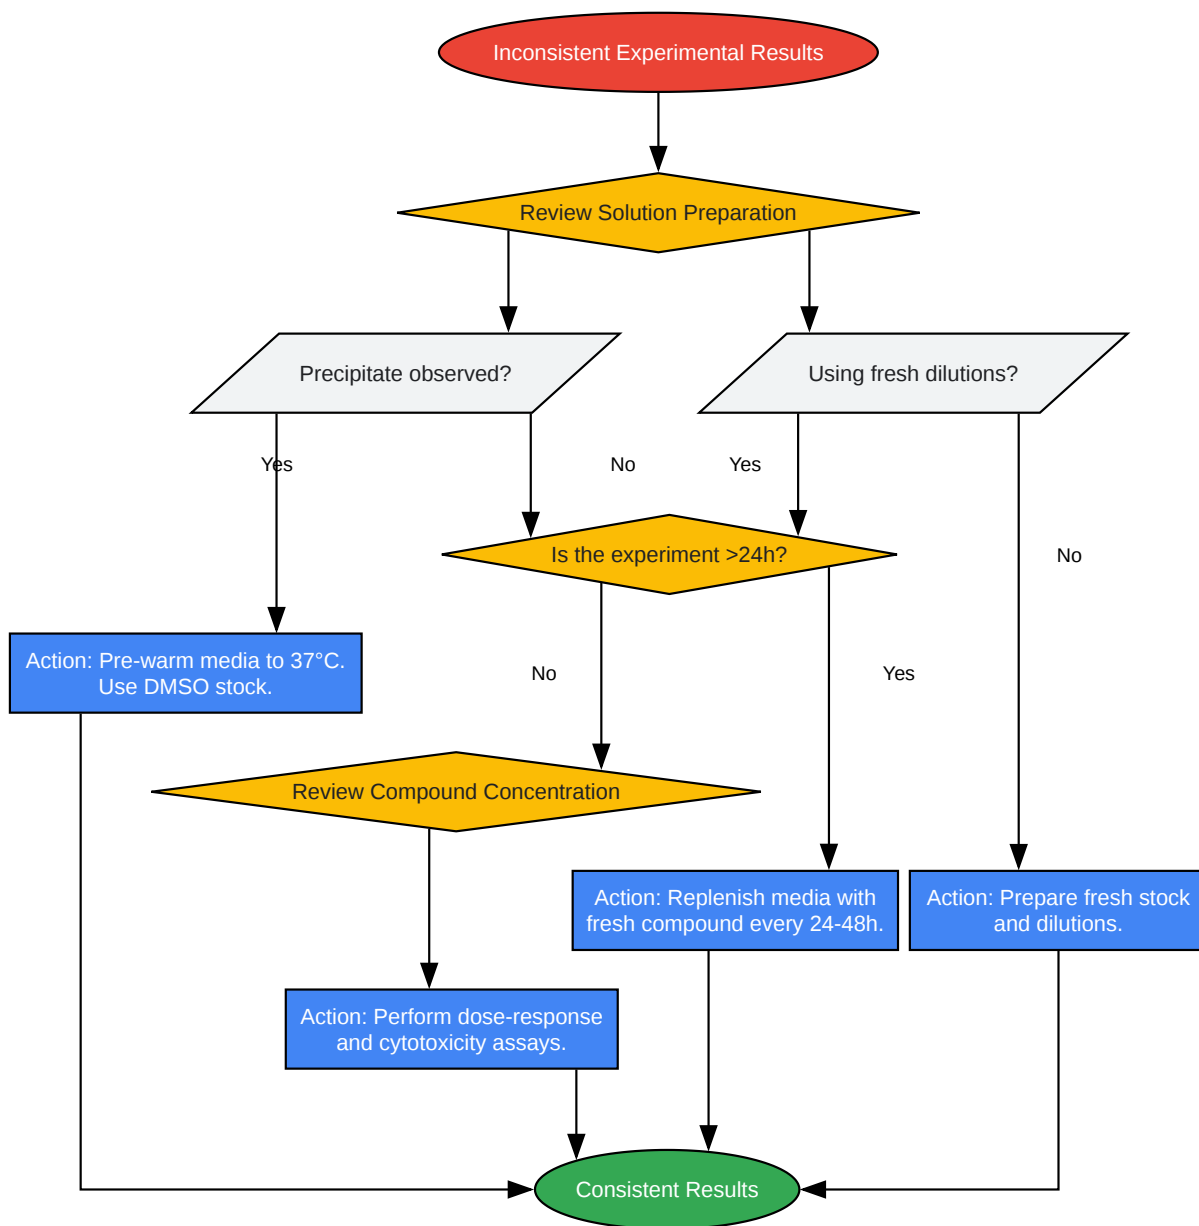 Inconsistent Experimental Results
Review Solution Preparation
Precipitate observed?
Using fresh dilutions?
Yes
No
Yes
Is the experiment >24h?
No
Action: Pre-warm media to 37°C.
Use DMSO stock.
No
Yes
Review Compound Concentration
Action: Replenish media with
fresh compound every 24-48h.
Action: Prepare fresh stock
and dilutions.
Action: Perform dose-response
and cytotoxicity assays.
Consistent Results